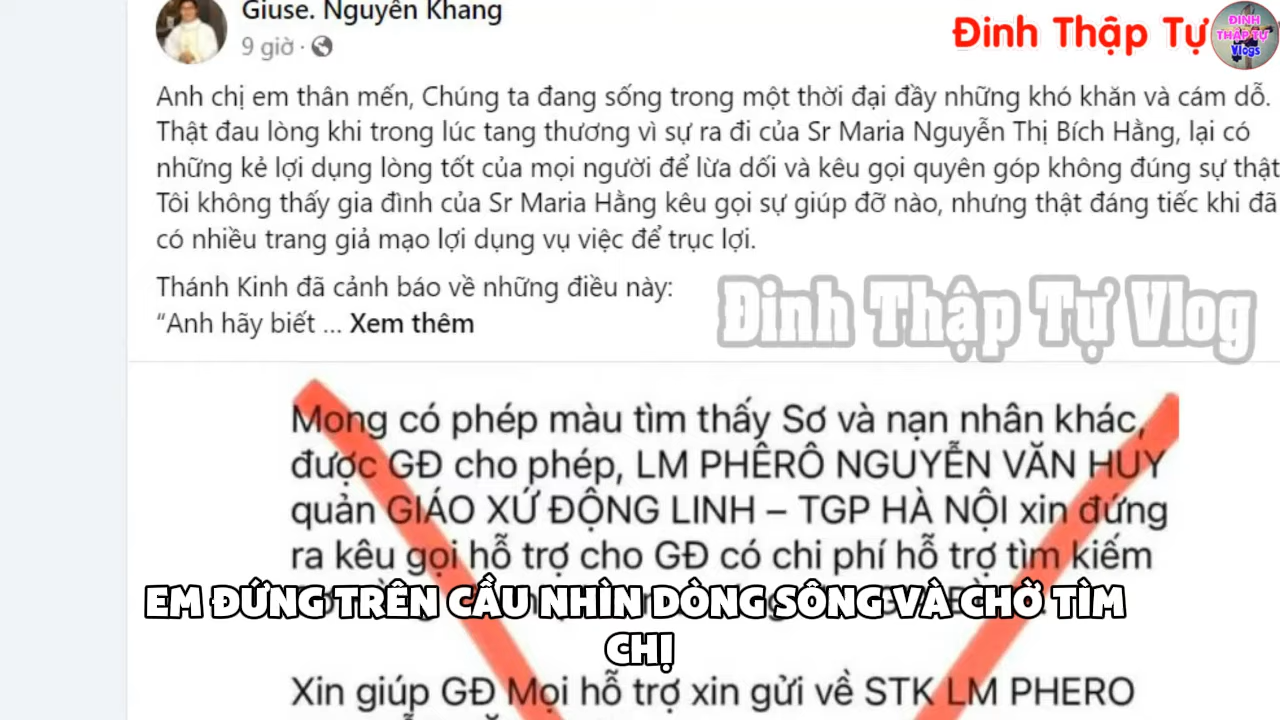 Giuse. Nguyễn Khang
9 giờ ·
Đinh Thập Tự
ĐINH
THẬP TỰ
Vlogs
Anh chị em thân mến, Chúng ta đang sống trong một thời đại đầy những khó khăn và cám dỗ.
Thật đau lòng khi trong lúc tang thương vì sự ra đi của Sr Maria Nguyễn Thị Bích Hằng, lại có
những kẻ lợi dụng lòng tốt của mọi người để lừa dối và kêu gọi quyên góp không đúng sự thật
Tôi không thấy gia đình của Sr Maria Hằng kêu gọi sự giúp đỡ nào, nhưng thật đáng tiếc khi đã
có nhiều trang giả mạo lợi dụng vụ việc để trục lợi.
Thánh Kinh đã cảnh báo về những điều này:
“Anh hãy biết ... Xem thêm
Đinh Thập Tự Vlog
Mong có phép màu tìm thấy Sơ và nạn nhân khác,
được GĐ cho phép, LM PHÊRÔ NGUYỄN VĂN HUY
quản GIÁO XỨ ĐỘNG LINH – TGP HÀ NỘI xin đứng
ra kêu gọi hỗ trợ cho GĐ có chi phí hỗ trợ tìm kiếm
EM ĐỨNG TRÊN CẦU NHÌN DÒNG SÔNG VÀ CHỜ TÌM
CHỊ
Xin giúp GĐ Mọi hỗ trợ xin gửi về STK LM PHERO